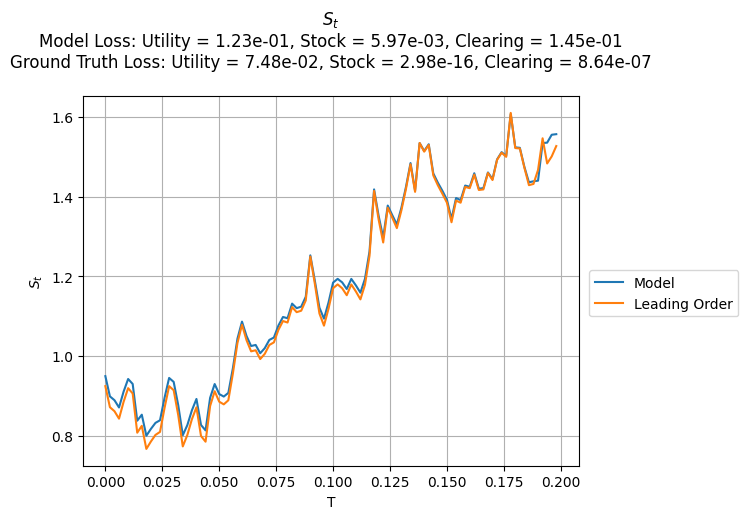 S_t
Model Loss: Utility = 1.23e-01, Stock = 5.97e-03, Clearing = 1.45e-01
Ground Truth Loss: Utility = 7.48e-02, Stock = 2.98e-16, Clearing = 8.64e-07
1.6
1.4
1.2
1.0
0.8
S_t
0.000
0.025
0.050
0.075
0.100
0.125
0.150
0.175
0.200
T
Model
Leading Order